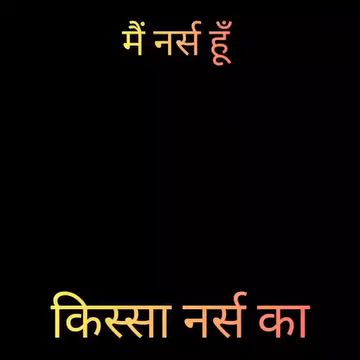 मैं नर्स हूँ
किस्सा नर्स का